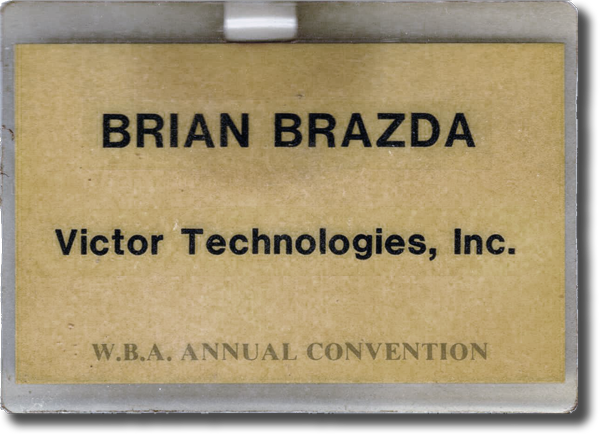 BRIAN BRAZDA
Victor Technologies, Inc.
W.B.A. ANNUAL CONVENTION